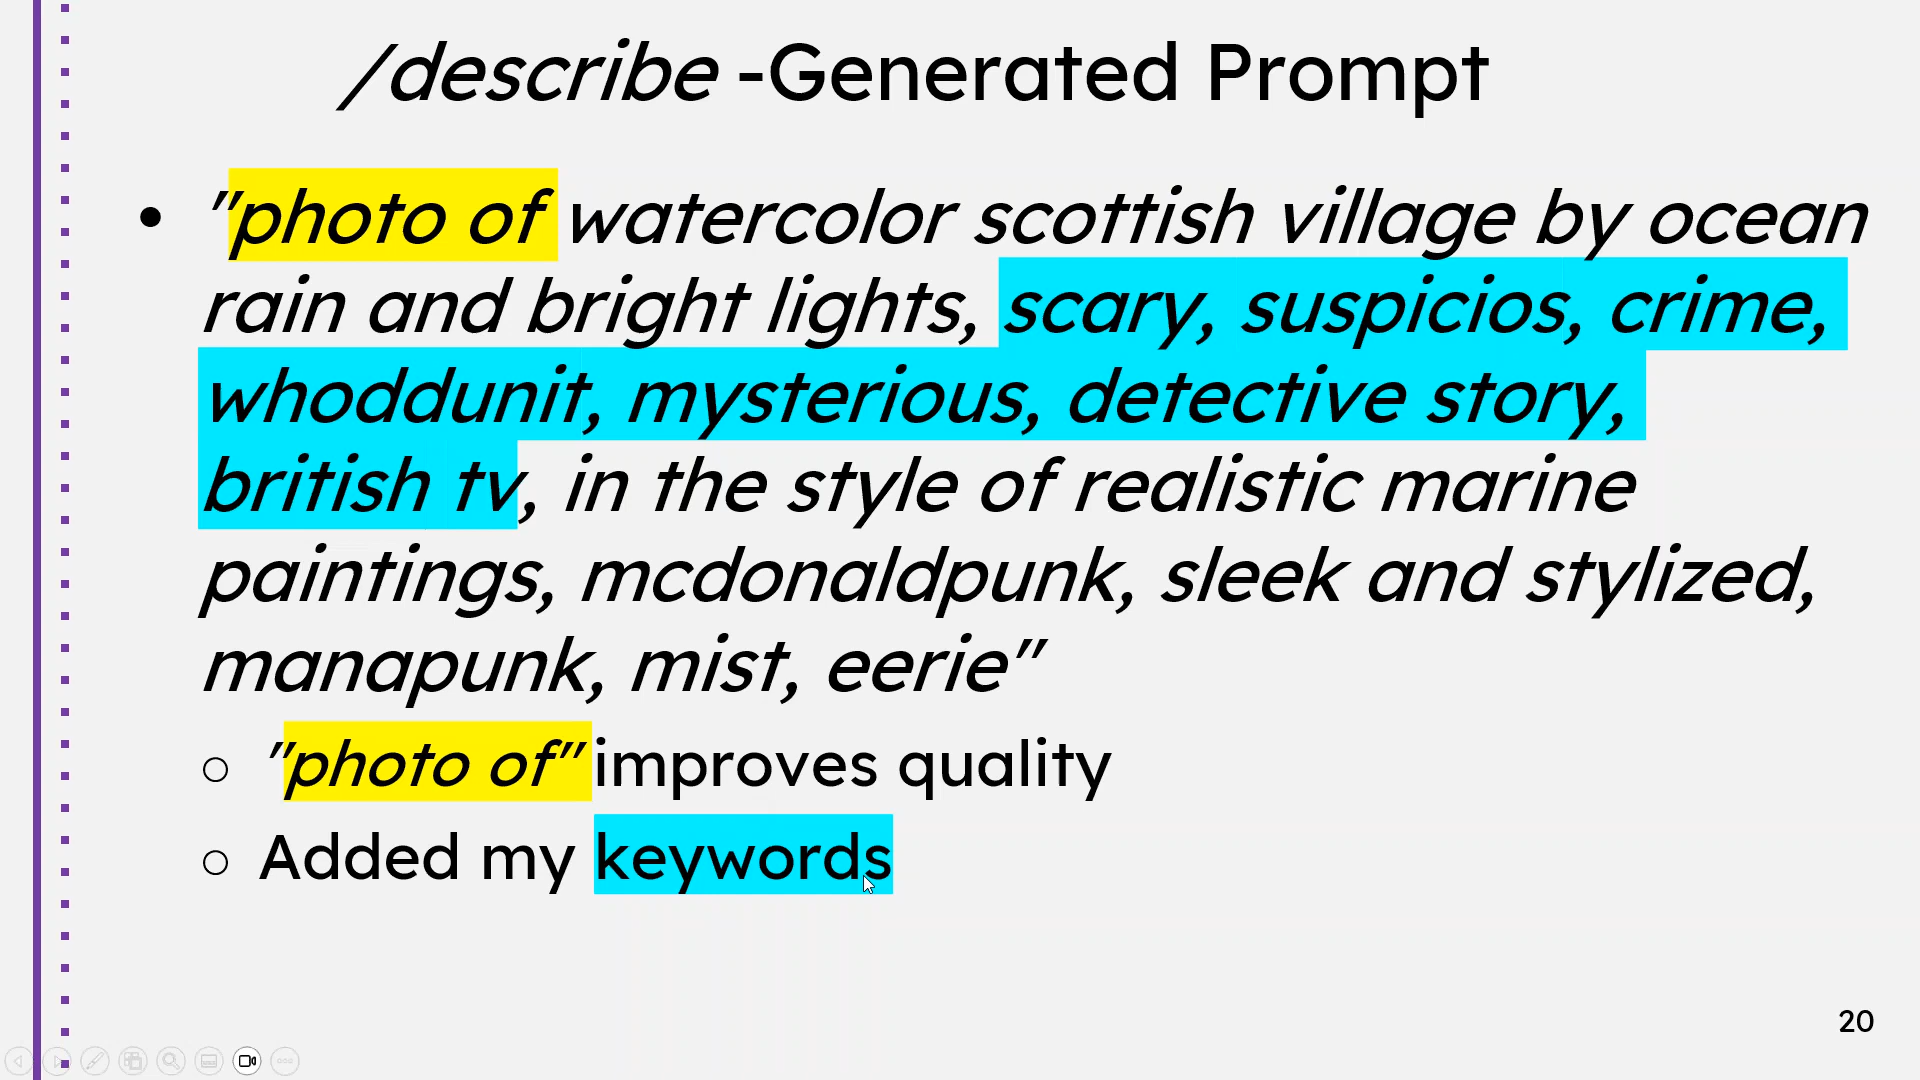 /describe -Generated Prompt
• "photo of watercolor scottish village by ocean
rain and bright lights, scary, suspicios, crime,
whoddunit, mysterious, detective story,
british tv, in the style of realistic marine
paintings, mcdonaldpunk, sleek and stylized,
manapunk, mist, eerie"
○ "photo of" improves quality
○ Added my keywords
20